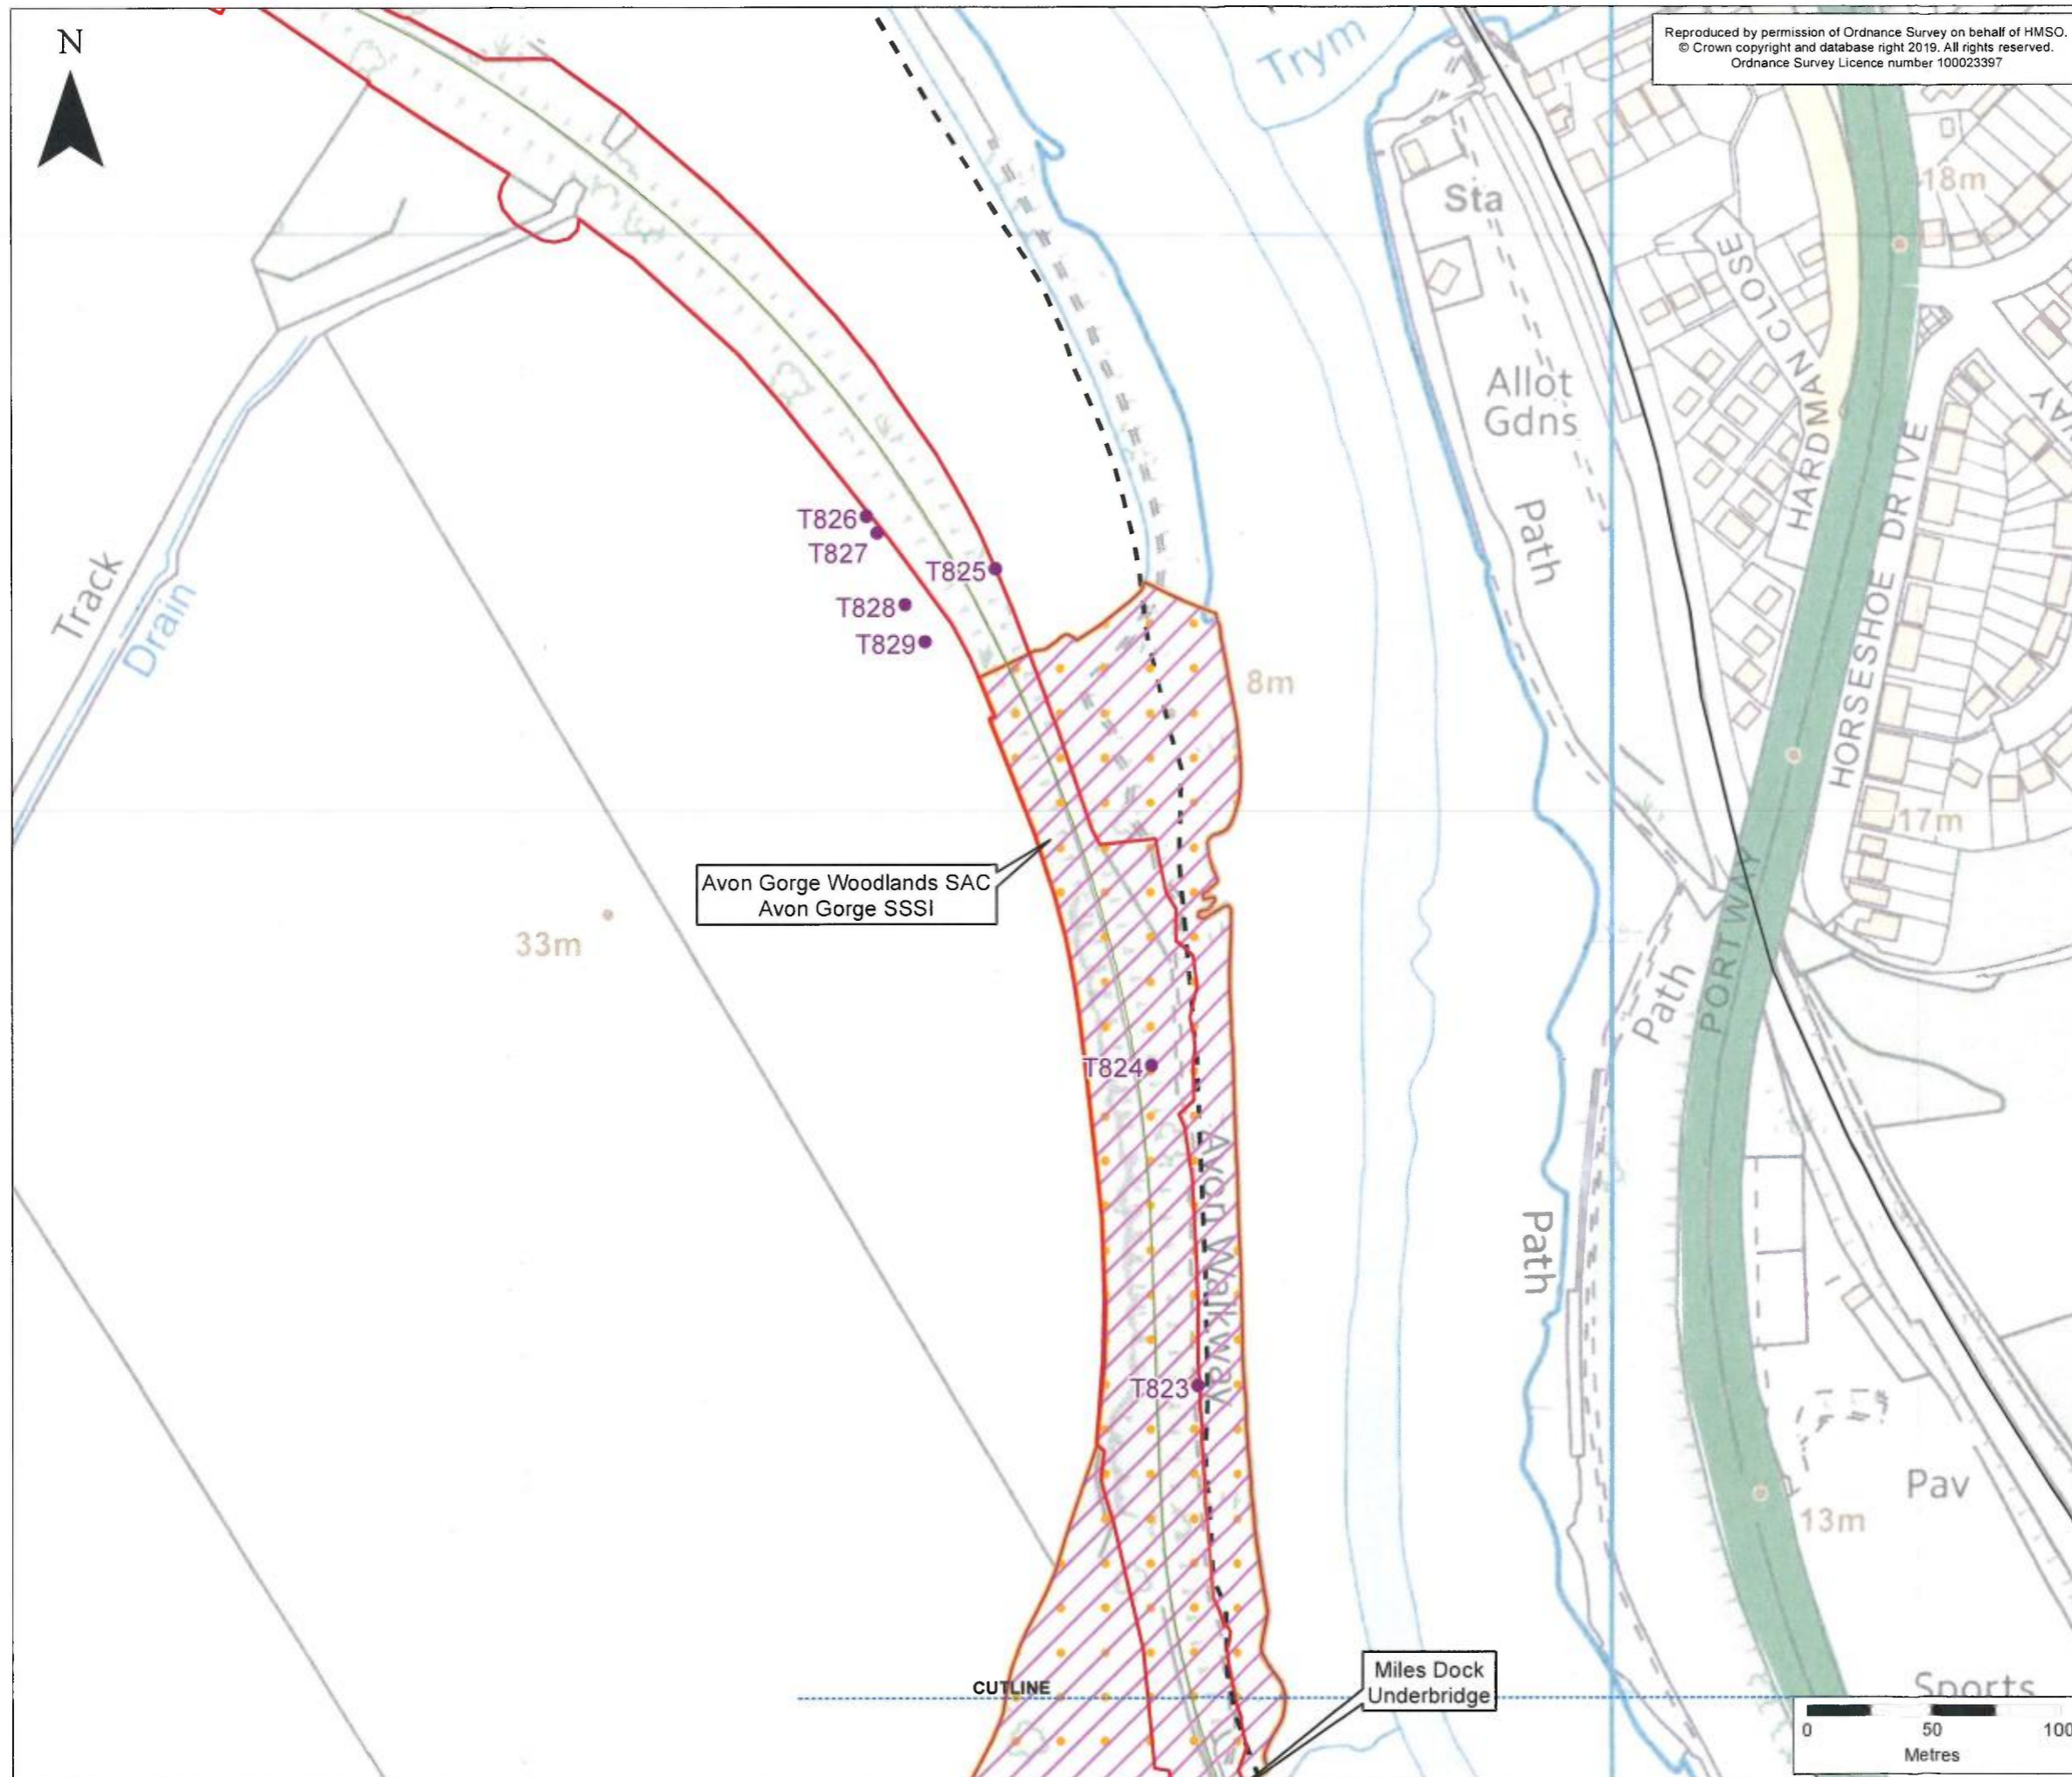 N
Reproduced by permission of Ordnance Survey on behalf of HMSO.
© Crown copyright and database right 2019. All rights reserved.
Ordnance Survey Licence number 100023397
Trym
18m
Sta
HARDMAN CLOSE
Allot
Gdns
HORSESHOE DRIVE
Path
T826
T827
T825
T828
T829
Track
Drain
8m
17m
Avon Gorge Woodlands SAC
Avon Gorge SSSI
33m
PORTWAY
Path
T824
Avon Walkway
Path
T823
Pav
13m
Miles Dock
Underbridge
CUTLINE
Sports
0 50 100
Metres